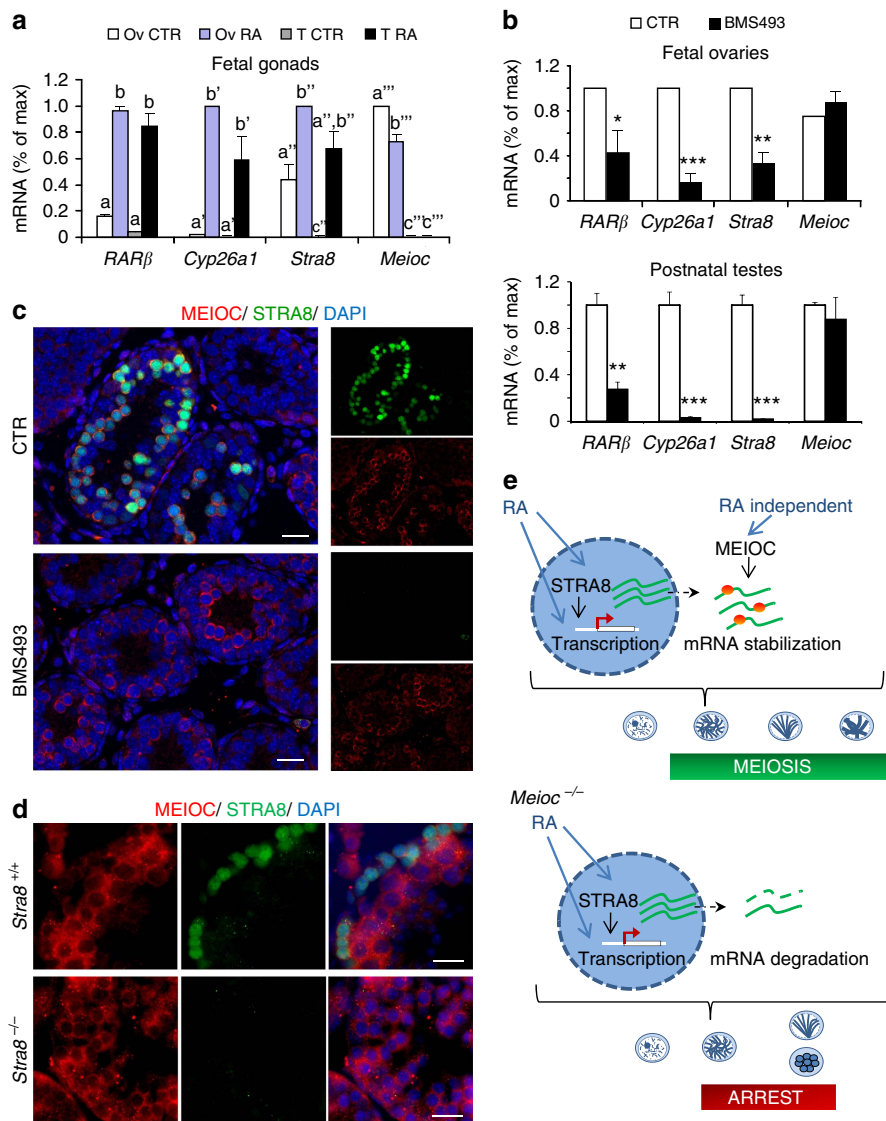 a
Ov CTR Ov RA T CTR T RA
Fetal gonads
mRNA (% of max)
1.2
1.0
0.8
0.6
0.4
0.2
0
a b a b
a' b' a' b'
a'' b'' c'' a'',b''
a''' b''' c''' c'''
RARβ Cyp26a1 Stra8 Meioc
b
CTR BMS493
Fetal ovaries
mRNA (% of max)
1.2
0.8
0.4
0
* *** **
RARβ Cyp26a1 Stra8 Meioc
Postnatal testes
mRNA (% of max)
1.2
0.8
0.4
0
** *** ***
RARβ Cyp26a1 Stra8 Meioc
c
MEIOC/ STRA8/ DAPI
CTR
BMS493
d
MEIOC/ STRA8/ DAPI
Stra8 +/+
Stra8 −/−
e
RA
RA independent
MEIOC
STRA8
Transcription
mRNA stabilization
MEIOSIS
Meioc −/−
RA
STRA8
Transcription
mRNA degradation
ARREST